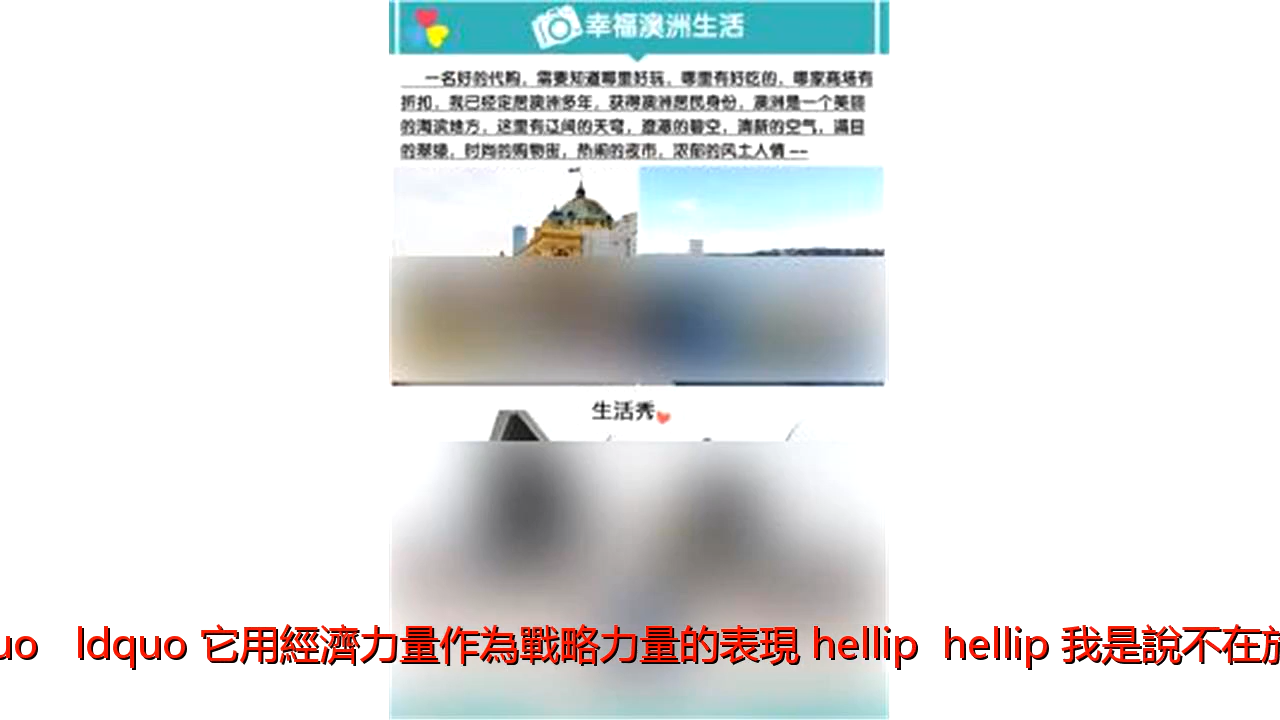 幸福澳洲生活
一名好的代购，需要知道哪里好玩，哪里有好吃的，哪家商场有
折扣，我已经定居澳洲多年，获得澳洲居民身份，澳洲是一个美丽
的海滨地方，这里有辽阔的天穹，澄澈的碧空，清新的空气，满目
的翠绿，时尚的购物街，热闹的夜市，浓郁的风土人情 --
生活秀
uo ldquo 它用經濟力量作為戰略力量的表現 hellip hellip 我是說不在於